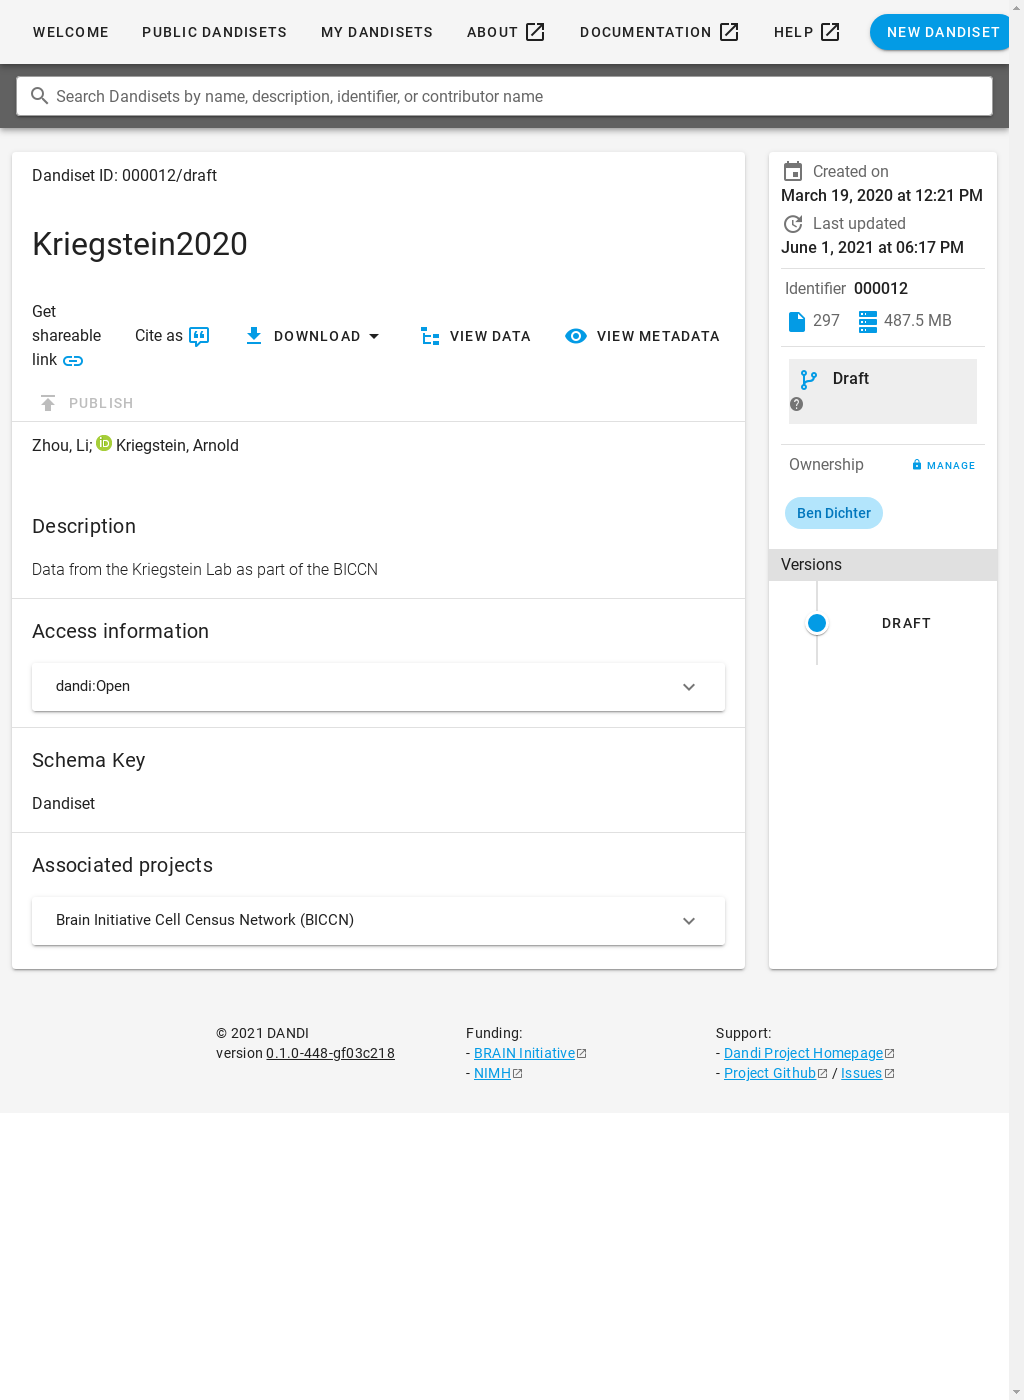 WELCOME PUBLIC DANDISETS MY DANDISETS ABOUT DOCUMENTATION HELP NEW DANDISET
Search Dandisets by name, description, identifier, or contributor name
Dandiset ID: 000012/draft
Kriegstein2020
Get shareable link
Cite as
DOWNLOAD
VIEW DATA
VIEW METADATA
PUBLISH
Zhou, Li; iD Kriegstein, Arnold
Description
Data from the Kriegstein Lab as part of the BICCN
Access information
dandi:Open
Schema Key
Dandiset
Associated projects
Brain Initiative Cell Census Network (BICCN)
Created on
March 19, 2020 at 12:21 PM
Last updated
June 1, 2021 at 06:17 PM
Identifier 000012
297 487.5 MB
Draft
?
Ownership MANAGE
Ben Dichter
Versions
DRAFT
© 2021 DANDI
version 0.1.0-448-gf03c218
Funding:
- BRAIN Initiative
- NIMH
Support:
- Dandi Project Homepage
- Project Github / Issues